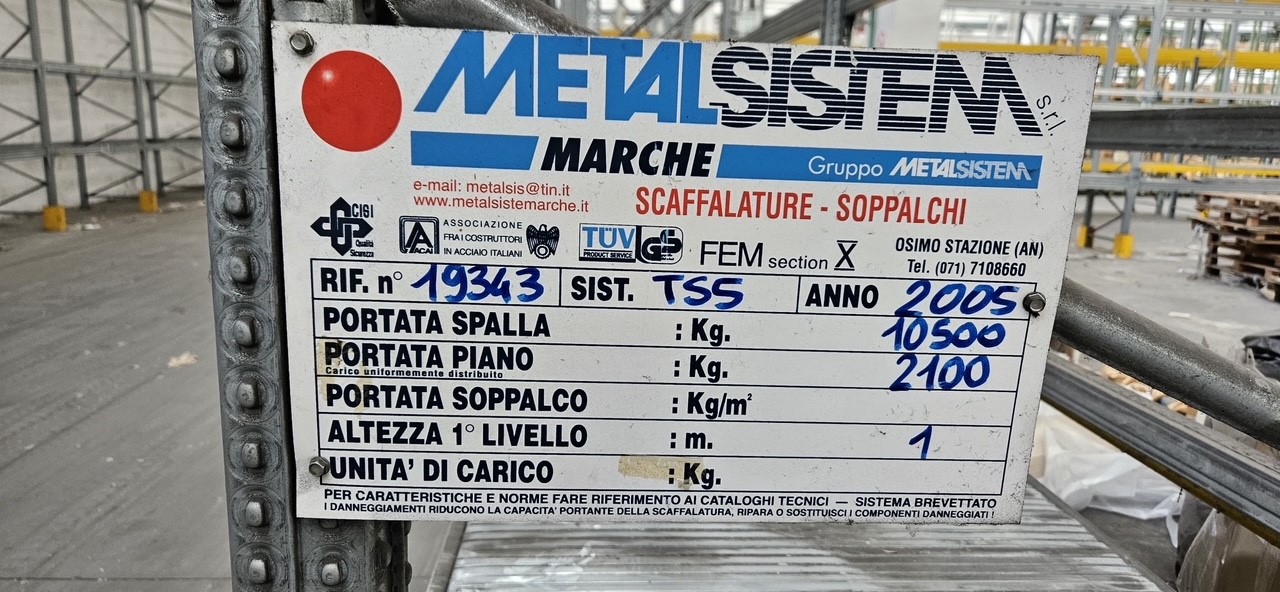 METALSISTEM s.r.l.
MARCHE Gruppo METALSISTEM
e-mail: metalsis@tin.it
www.metalsistemarche.it SCAFFALATURE - SOPPALCHI
CISI Qualità Sicurezza
ACAI ASSOCIAZIONE FRA I COSTRUTTORI IN ACCIAIO ITALIANI
TÜV PRODUCT SERVICE GS
FEM section X
OSIMO STAZIONE (AN)
Tel. (071) 7108660
RIF. n° 19343 SIST. TS5 ANNO 2005
PORTATA SPALLA : Kg. 10500
PORTATA PIANO : Kg. 2100
Carico uniformemente distribuito
PORTATA SOPPALCO : Kg/m²
ALTEZZA 1° LIVELLO : m. 1
UNITA' DI CARICO : Kg.
PER CARATTERISTICHE E NORME FARE RIFERIMENTO AI CATALOGHI TECNICI — SISTEMA BREVETTATO
I DANNEGGIAMENTI RIDUCONO LA CAPACITA' PORTANTE DELLA SCAFFALATURA, RIPARA O SOSTITUISCI I COMPONENTI DANNEGGIATI !